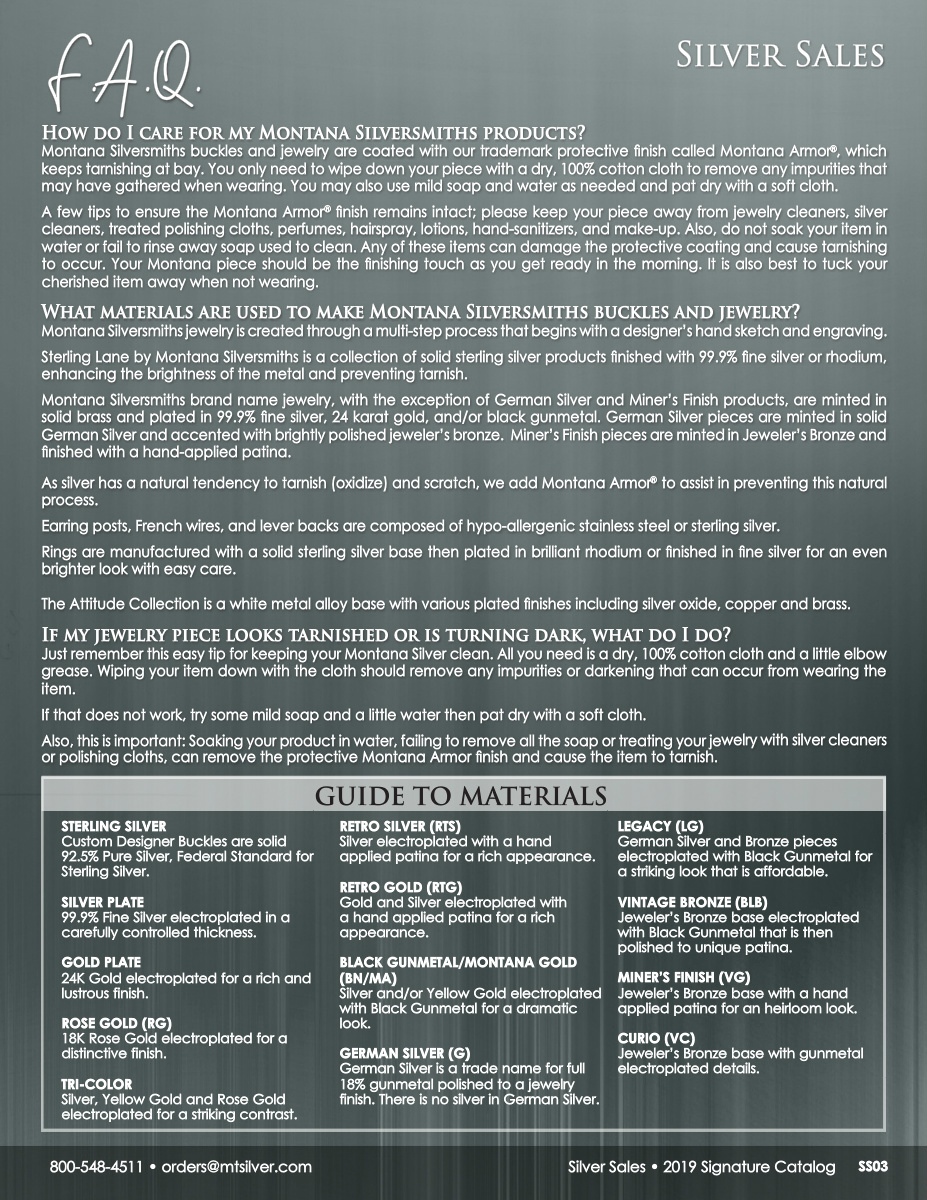 F.A.Q.
SILVER SALES
HOW DO I CARE FOR MY MONTANA SILVERSMITHS PRODUCTS?
Montana Silversmiths buckles and jewelry are coated with our trademark protective finish called Montana Armor®, which
keeps tarnishing at bay. You only need to wipe down your piece with a dry, 100% cotton cloth to remove any impurities that
may have gathered when wearing. You may also use mild soap and water as needed and pat dry with a soft cloth.
A few tips to ensure the Montana Armor® finish remains intact; please keep your piece away from jewelry cleaners, silver
cleaners, treated polishing cloths, perfumes, hairspray, lotions, hand-sanitizers, and make-up. Also, do not soak your item in
water or fail to rinse away soap used to clean. Any of these items can damage the protective coating and cause tarnishing
to occur. Your Montana piece should be the finishing touch as you get ready in the morning. It is also best to tuck your
cherished item away when not wearing.
WHAT MATERIALS ARE USED TO MAKE MONTANA SILVERSMITHS BUCKLES AND JEWELRY?
Montana Silversmiths jewelry is created through a multi-step process that begins with a designer's hand sketch and engraving.
Sterling Lane by Montana Silversmiths is a collection of solid sterling silver products finished with 99.9% fine silver or rhodium,
enhancing the brightness of the metal and preventing tarnish.
Montana Silversmiths brand name jewelry, with the exception of German Silver and Miner's Finish products, are minted in
solid brass and plated in 99.9% fine silver, 24 karat gold, and/or black gunmetal. German Silver pieces are minted in solid
German Silver and accented with brightly polished jeweler's bronze. Miner's Finish pieces are minted in Jeweler's Bronze and
finished with a hand-applied patina.
As silver has a natural tendency to tarnish (oxidize) and scratch, we add Montana Armor® to assist in preventing this natural
process.
Earring posts, French wires, and lever backs are composed of hypo-allergenic stainless steel or sterling silver.
Rings are manufactured with a solid sterling silver base then plated in brilliant rhodium or finished in fine silver for an even
brighter look with easy care.
The Attitude Collection is a white metal alloy base with various plated finishes including silver oxide, copper and brass.
IF MY JEWELRY PIECE LOOKS TARNISHED OR IS TURNING DARK, WHAT DO I DO?
Just remember this easy tip for keeping your Montana Silver clean. All you need is a dry, 100% cotton cloth and a little elbow
grease. Wiping your item down with the cloth should remove any impurities or darkening that can occur from wearing the
item.
If that does not work, try some mild soap and a little water then pat dry with a soft cloth.
Also, this is important: Soaking your product in water, failing to remove all the soap or treating your jewelry with silver cleaners
or polishing cloths, can remove the protective Montana Armor finish and cause the item to tarnish.
GUIDE TO MATERIALS
STERLING SILVER
Custom Designer Buckles are solid
92.5% Pure Silver, Federal Standard for
Sterling Silver.
SILVER PLATE
99.9% Fine Silver electroplated in a
carefully controlled thickness.
GOLD PLATE
24K Gold electroplated for a rich and
lustrous finish.
ROSE GOLD (RG)
18K Rose Gold electroplated for a
distinctive finish.
TRI-COLOR
Silver, Yellow Gold and Rose Gold
electroplated for a striking contrast.
RETRO SILVER (RTS)
Silver electroplated with a hand
applied patina for a rich appearance.
RETRO GOLD (RTG)
Gold and Silver electroplated with
a hand applied patina for a rich
appearance.
BLACK GUNMETAL/MONTANA GOLD
(BN/MA)
Silver and/or Yellow Gold electroplated
with Black Gunmetal for a dramatic
look.
GERMAN SILVER (G)
German Silver is a trade name for full
18% gunmetal polished to a jewelry
finish. There is no silver in German Silver.
LEGACY (LG)
German Silver and Bronze pieces
electroplated with Black Gunmetal for
a striking look that is affordable.
VINTAGE BRONZE (BLB)
Jeweler's Bronze base electroplated
with Black Gunmetal that is then
polished to unique patina.
MINER'S FINISH (VG)
Jeweler's Bronze base with a hand
applied patina for an heirloom look.
CURIO (VC)
Jeweler's Bronze base with gunmetal
electroplated details.
800-548-4511 • orders@mtsilver.com
Silver Sales • 2019 Signature Catalog SS03